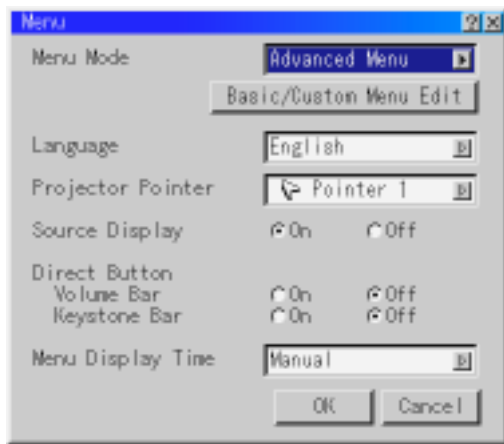 Menu
Menu Mode Advanced Menu
Basic/Custom Menu Edit
Language English
Projector Pointer Pointer 1
Source Display On Off
Direct Button
Volume Bar On Off
Keystone Bar On Off
Menu Display Time Manual
OK Cancel